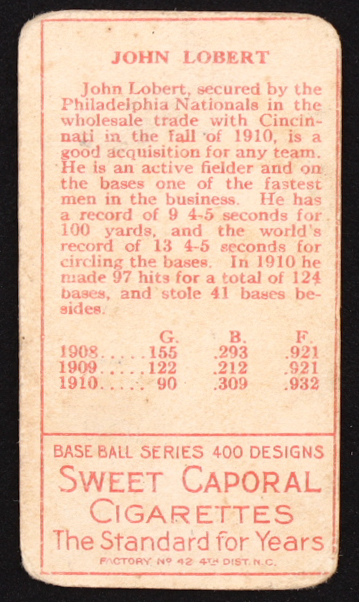 JOHN LOBERT
John Lobert, secured by the
Philadelphia Nationals in the
wholesale trade with Cincin-
nati in the fall of 1910, is a
good acquisition for any team.
He is an active fielder and on
the bases one of the fastest
men in the business. He has
a record of 9 4-5 seconds for
100 yards, and the world's
record of 13 4-5 seconds for
circling the bases. In 1910 he
made 97 hits for a total of 124
bases, and stole 41 bases be-
sides.
G. B. F.
1908..... 155 .293 .921
1909..... 122 .212 .921
1910..... 90 .309 .932
BASE BALL SERIES 400 DESIGNS
SWEET CAPORAL
CIGARETTES
The Standard for Years
FACTORY Nº 42 4TH DIST. N.C.